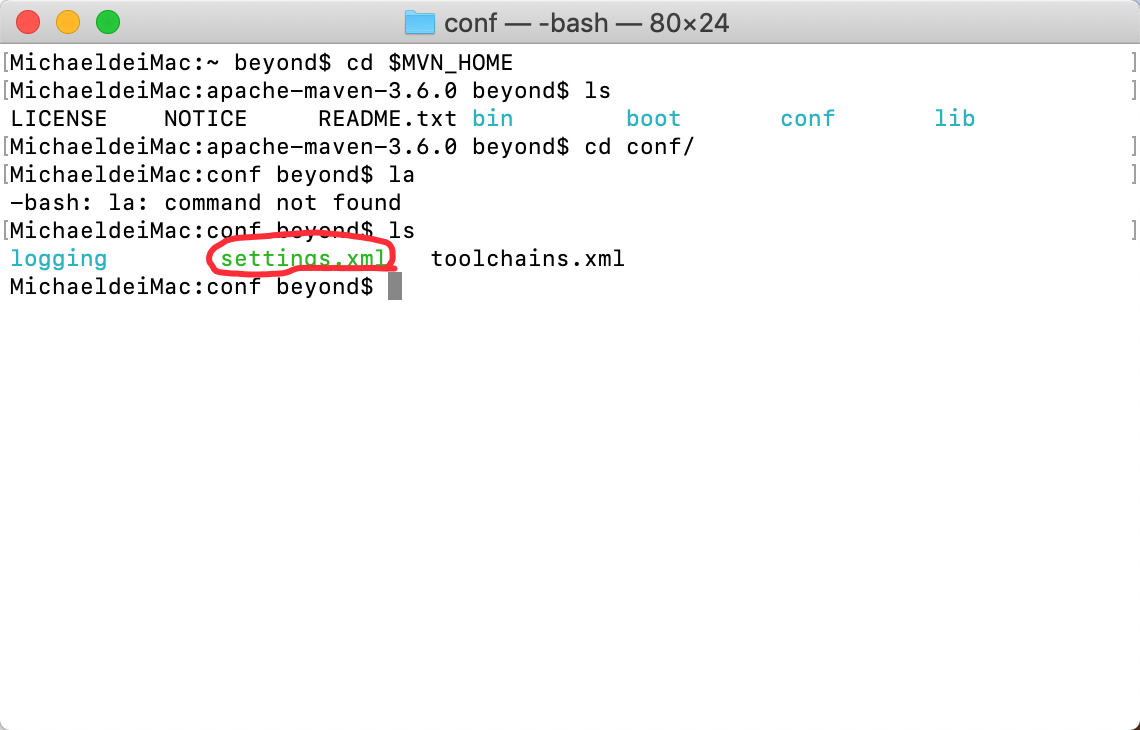 conf — -bash — 80×24
[MichaeldeiMac:~ beyond$ cd $MVN_HOME ]
[MichaeldeiMac:apache-maven-3.6.0 beyond$ ls ]
LICENSE NOTICE README.txt bin boot conf lib
[MichaeldeiMac:apache-maven-3.6.0 beyond$ cd conf/ ]
[MichaeldeiMac:conf beyond$ la ]
-bash: la: command not found
[MichaeldeiMac:conf beyond$ ls ]
logging settings.xml toolchains.xml
MichaeldeiMac:conf beyond$